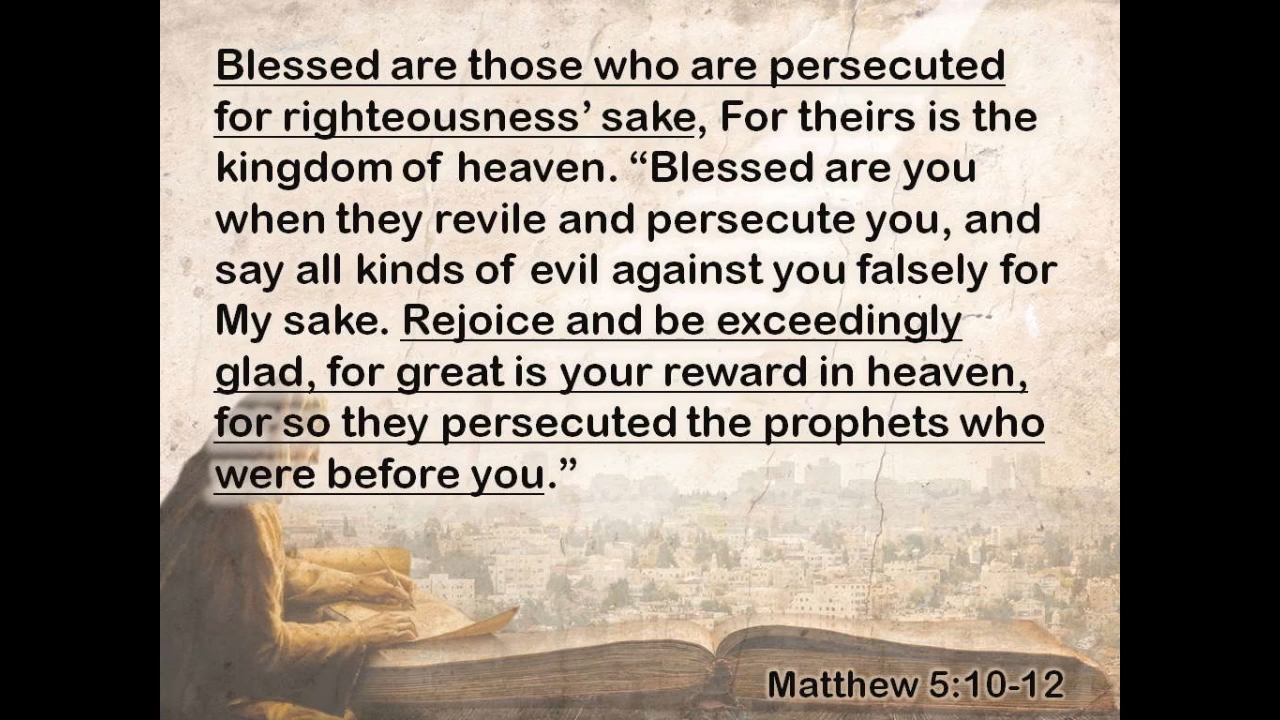 Blessed are those who are persecuted
for righteousness’ sake, For theirs is the
kingdom of heaven. “Blessed are you
when they revile and persecute you, and
say all kinds of evil against you falsely for
My sake. Rejoice and be exceedingly
glad, for great is your reward in heaven,
for so they persecuted the prophets who
were before you.”
Matthew 5:10-12